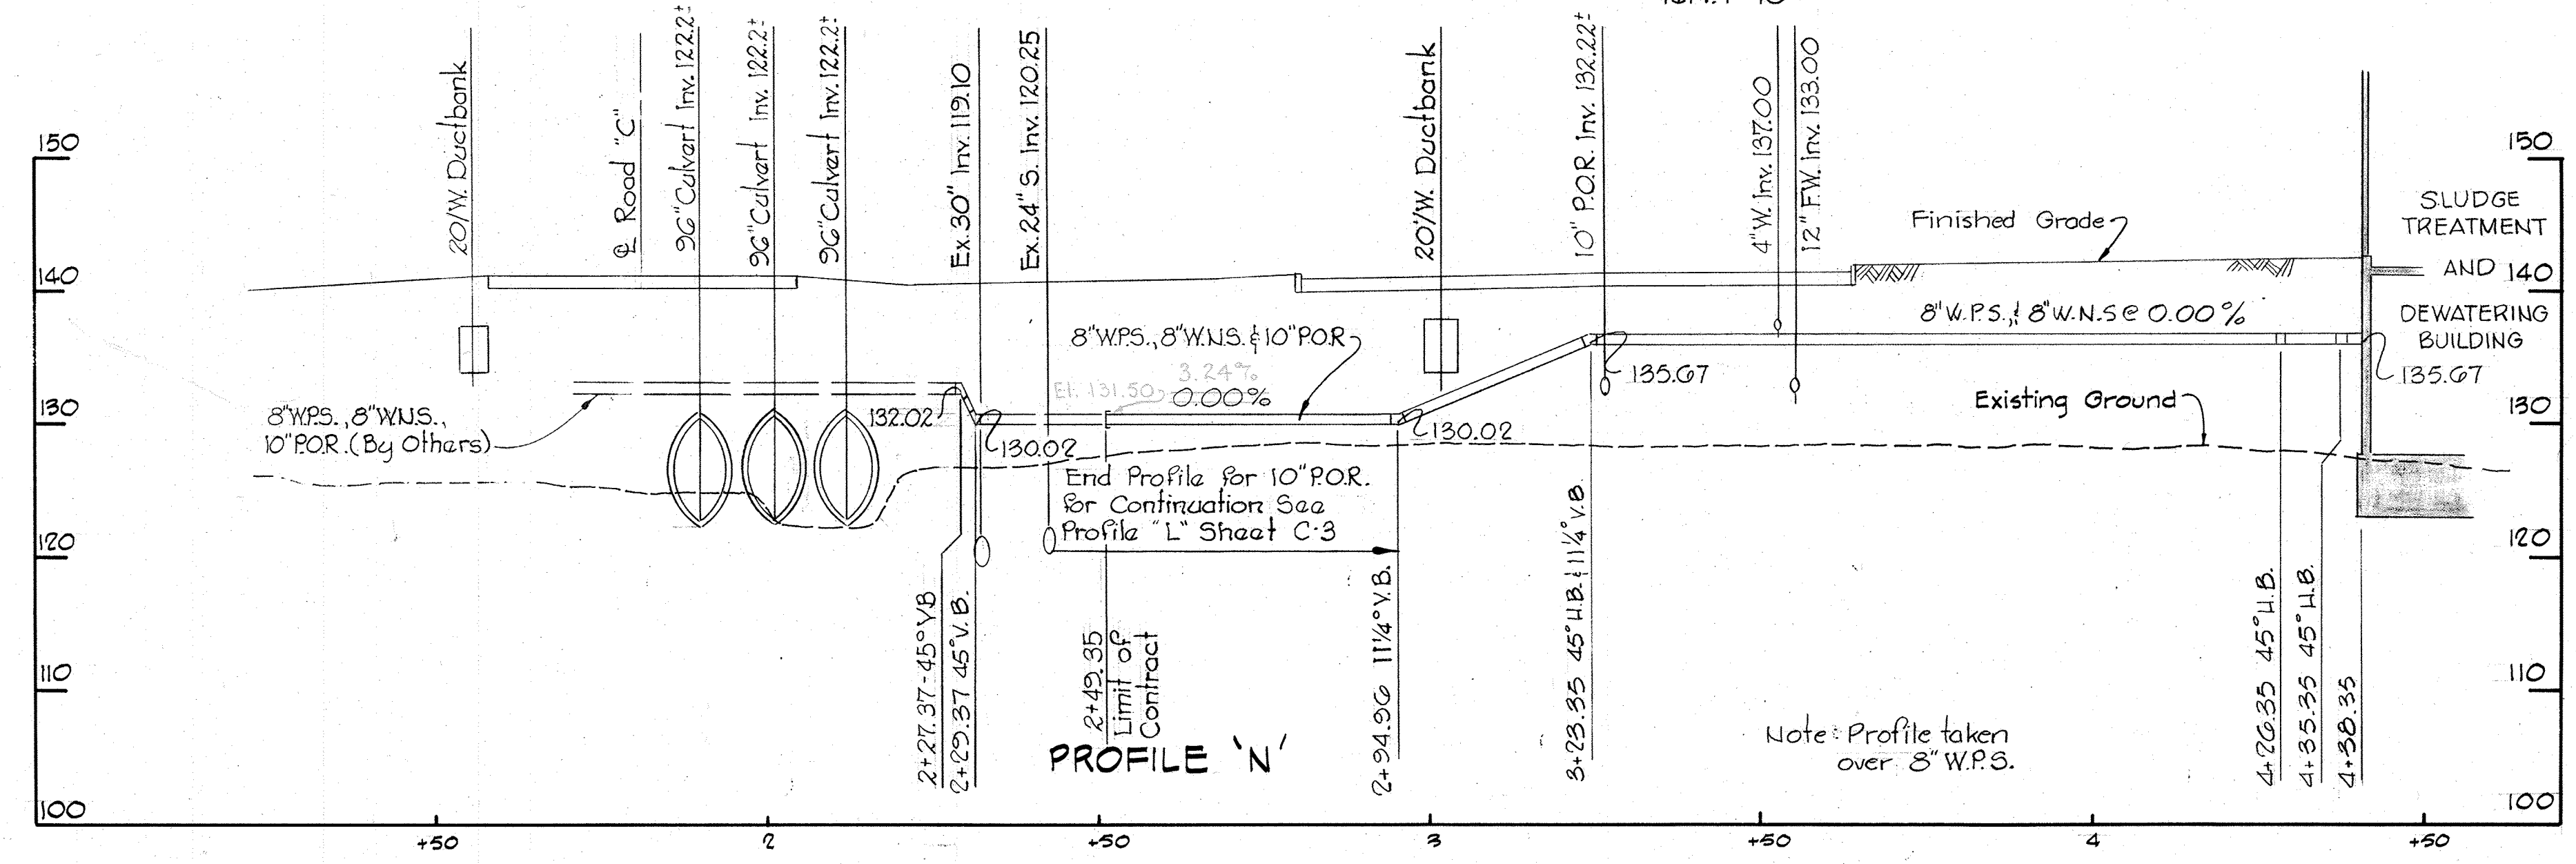 20"/W. Ductbank
℄ Road "C"
96" Culvert Inv. 122.2±
96" Culvert Inv. 122.2±
96" Culvert Inv. 122.2±
Ex. 30" Inv. 119.10
Ex. 24" S. Inv. 120.25
20"/W. Ductbank
10" P.O.R. Inv. 132.22±
4" W. Inv. 137.00
12" F.W. Inv. 133.00
150
140
130
120
110
100
150
140
130
120
110
100
SLUDGE
TREATMENT
AND
DEWATERING
BUILDING
Finished Grade
8" W.P.S., & 8" W.N.S @ 0.00%
8" W.P.S., 8" W.N.S. & 10" P.O.R
3.24%
El. 131.50
0.00%
135.67
135.67
Existing Ground
8" W.P.S., 8" W.N.S.,
10" P.O.R. (By Others)
132.02
130.02
130.02
End Profile for 10" P.O.R.
for Continuation See
Profile "L" Sheet C-3
2+27.37-45° V.B
2+29.37 45° V.B.
2+49.35
Limit of
Contract
2+94.96 11¼° V.B.
3+23.35 45° H.B. & 11¼° V.B.
4+26.35 45° H.B.
4+35.35 45° H.B.
4+38.35
PROFILE 'N'
Note: Profile taken
over 8" W.P.S.
+50
2
+50
3
+50
4
+50